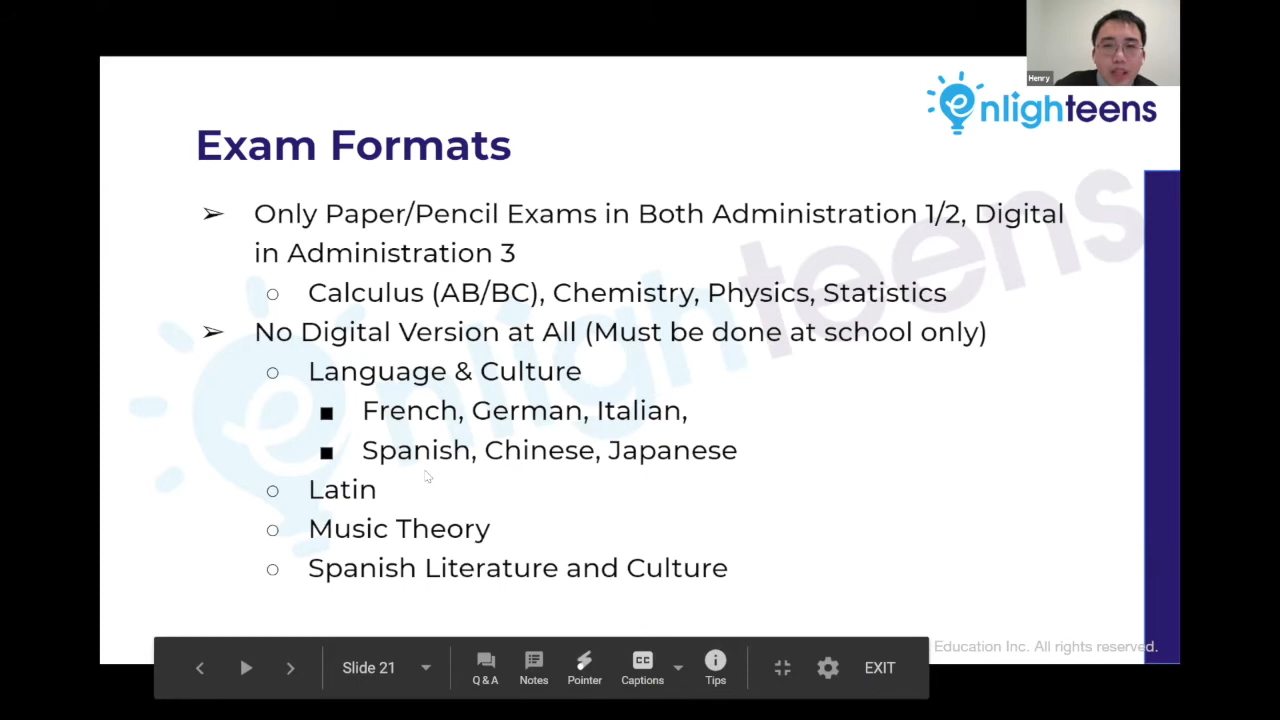 Henry
enlighteens
Exam Formats
➢ Only Paper/Pencil Exams in Both Administration 1/2, Digital
in Administration 3
○ Calculus (AB/BC), Chemistry, Physics, Statistics
➢ No Digital Version at All (Must be done at school only)
○ Language & Culture
■ French, German, Italian,
■ Spanish, Chinese, Japanese
○ Latin
○ Music Theory
○ Spanish Literature and Culture
enlighteens
Education Inc. All rights reserved.
Slide 21
Q & A
Notes
Pointer
CC
Captions
Tips
EXIT